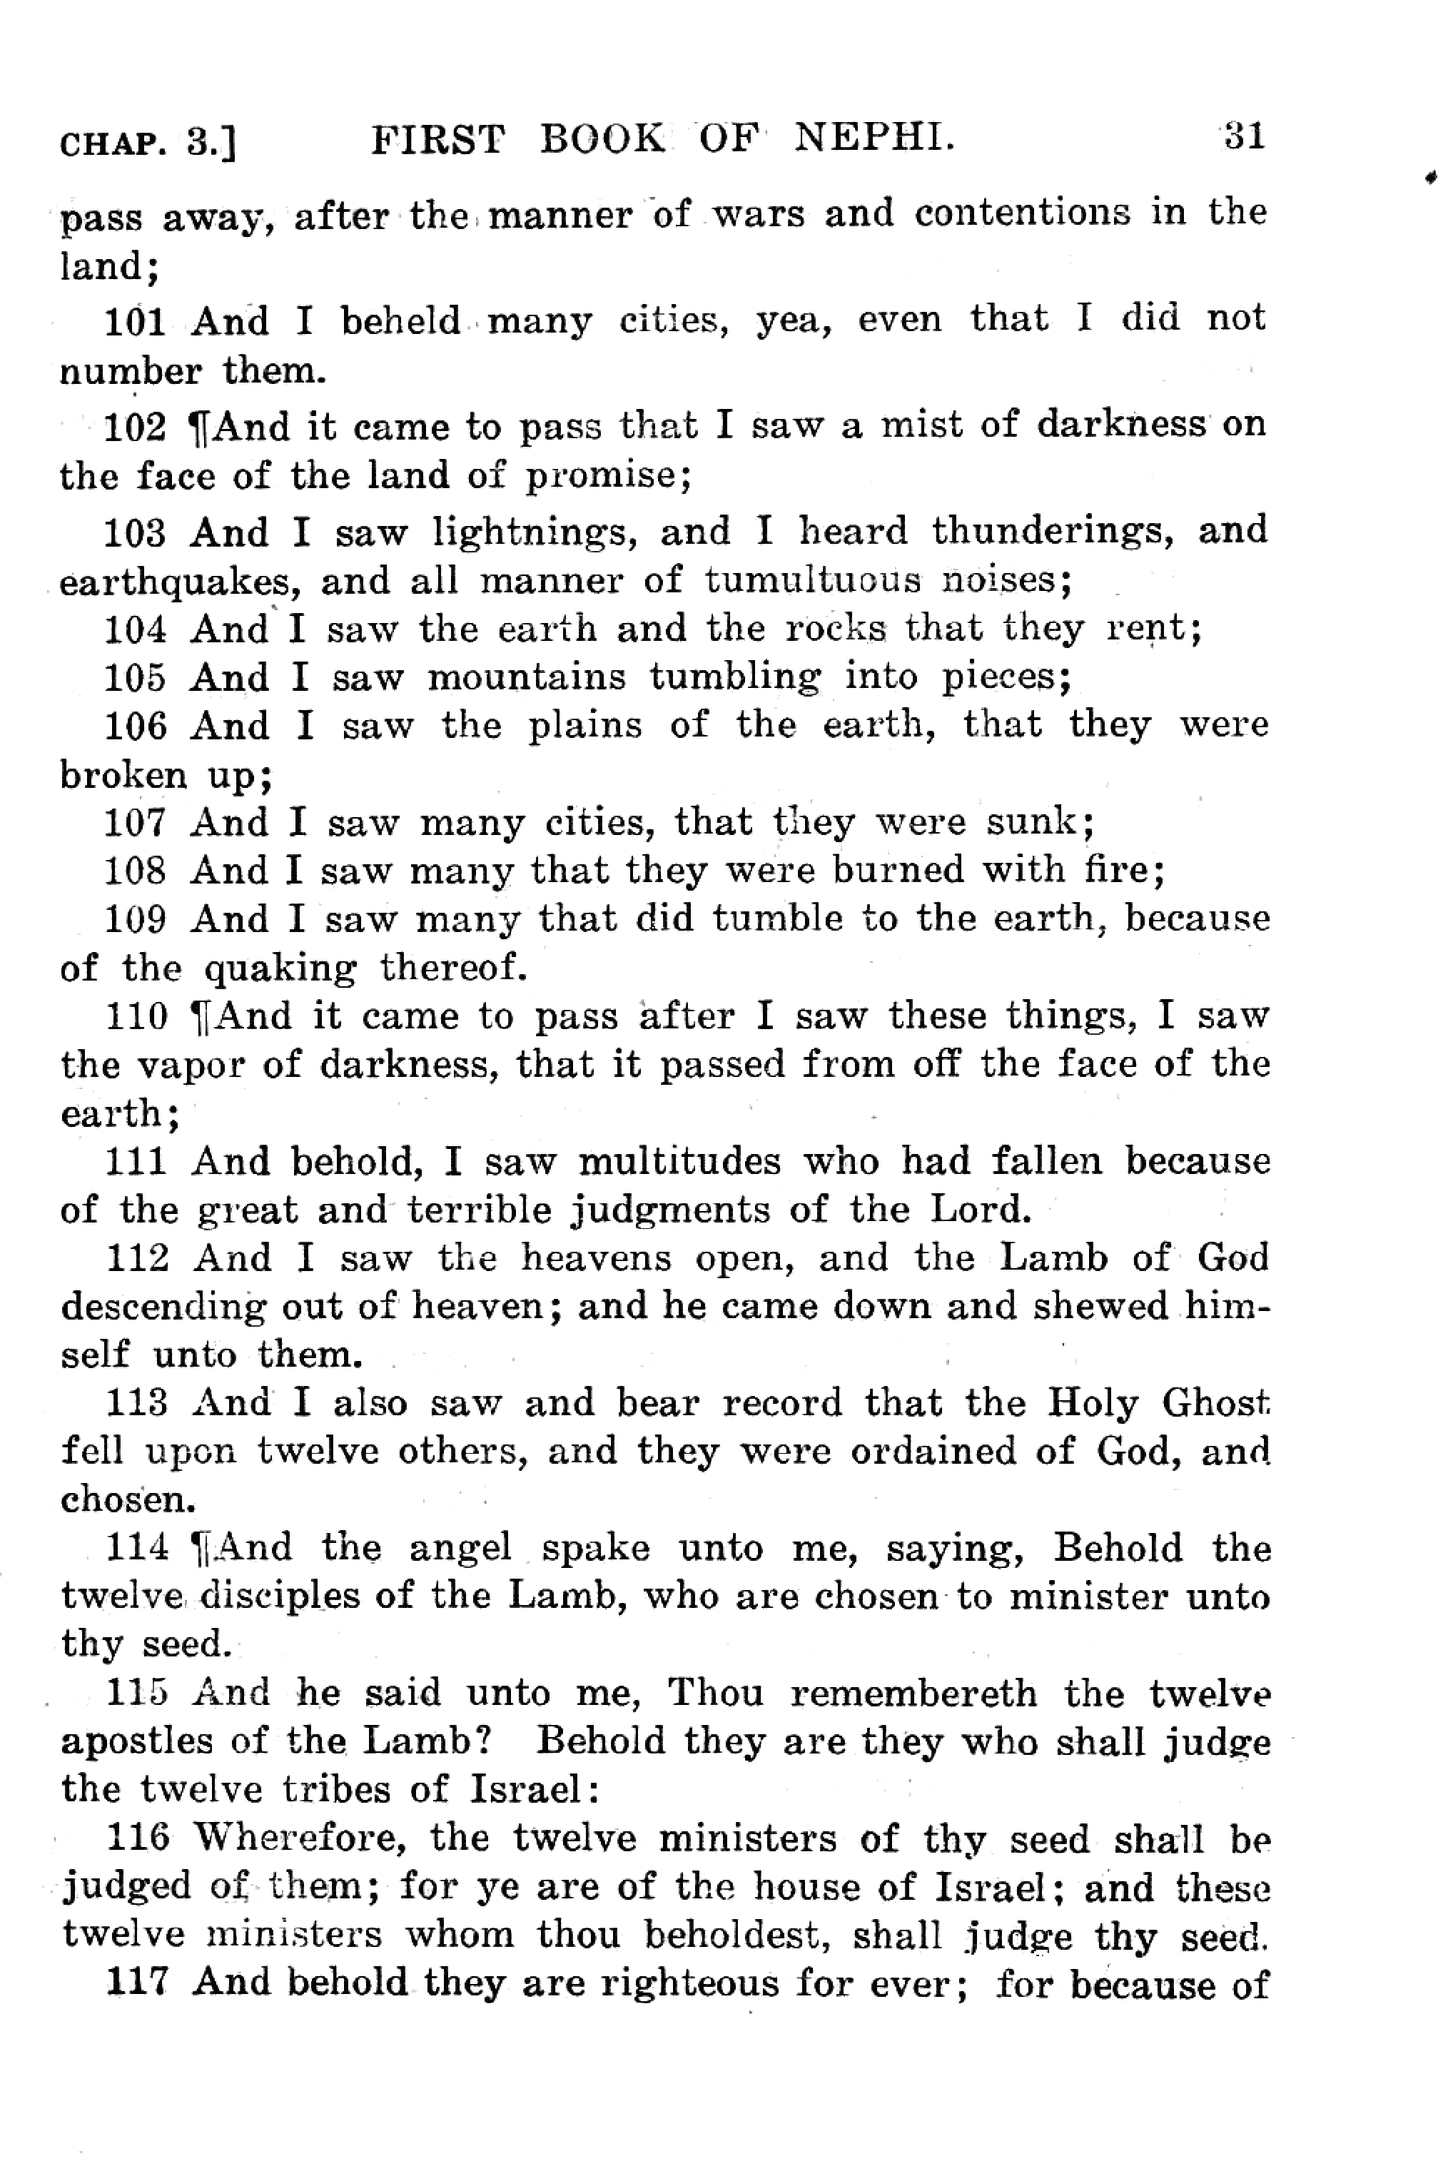 CHAP. 3.] FIRST BOOK OF NEPHI. 31
pass away, after the manner of wars and contentions in the
land;
101 And I beheld many cities, yea, even that I did not
number them.
102 ¶And it came to pass that I saw a mist of darkness on
the face of the land of promise;
103 And I saw lightnings, and I heard thunderings, and
earthquakes, and all manner of tumultuous noises;
104 And I saw the earth and the rocks that they rent;
105 And I saw mountains tumbling into pieces;
106 And I saw the plains of the earth, that they were
broken up;
107 And I saw many cities, that they were sunk;
108 And I saw many that they were burned with fire;
109 And I saw many that did tumble to the earth, because
of the quaking thereof.
110 ¶And it came to pass after I saw these things, I saw
the vapor of darkness, that it passed from off the face of the
earth;
111 And behold, I saw multitudes who had fallen because
of the great and terrible judgments of the Lord.
112 And I saw the heavens open, and the Lamb of God
descending out of heaven; and he came down and shewed him-
self unto them.
113 And I also saw and bear record that the Holy Ghost
fell upon twelve others, and they were ordained of God, and
chosen.
114 ¶And the angel spake unto me, saying, Behold the
twelve disciples of the Lamb, who are chosen to minister unto
thy seed.
115 And he said unto me, Thou remembereth the twelve
apostles of the Lamb? Behold they are they who shall judge
the twelve tribes of Israel:
116 Wherefore, the twelve ministers of thy seed shall be
judged of them; for ye are of the house of Israel; and these
twelve ministers whom thou beholdest, shall judge thy seed.
117 And behold they are righteous for ever; for because of